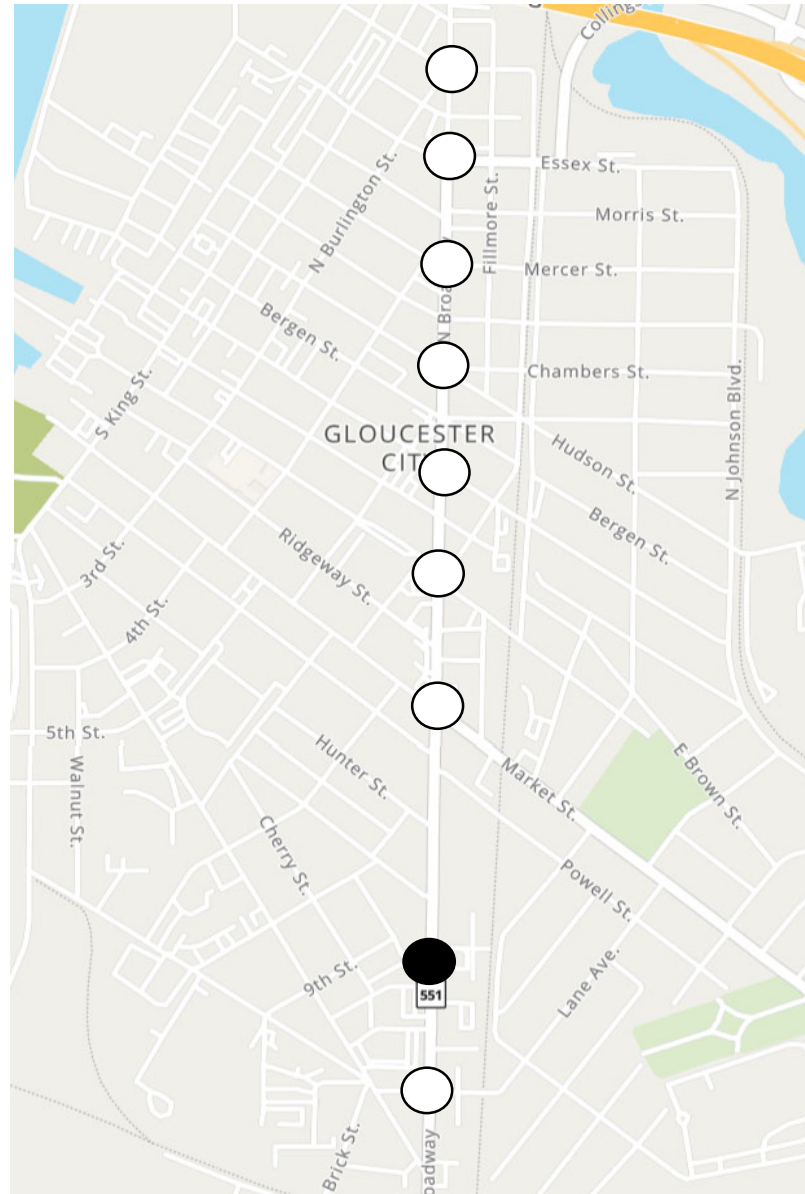 Colling
Essex St.
N Burlington St.
Fillmore St.
Morris St.
Mercer St.
N Broa
Bergen St.
Chambers St.
S King St.
N Johnson Blvd.
GLOUCESTER
CIT
Hudson St.
Bergen St.
3rd St.
Ridgeway St.
4th St.
5th St.
Walnut St.
Hunter St.
Market St.
E Brown St.
Cherry St.
Powell St.
9th St.
Lane Ave.
551
Brick St.
oadway